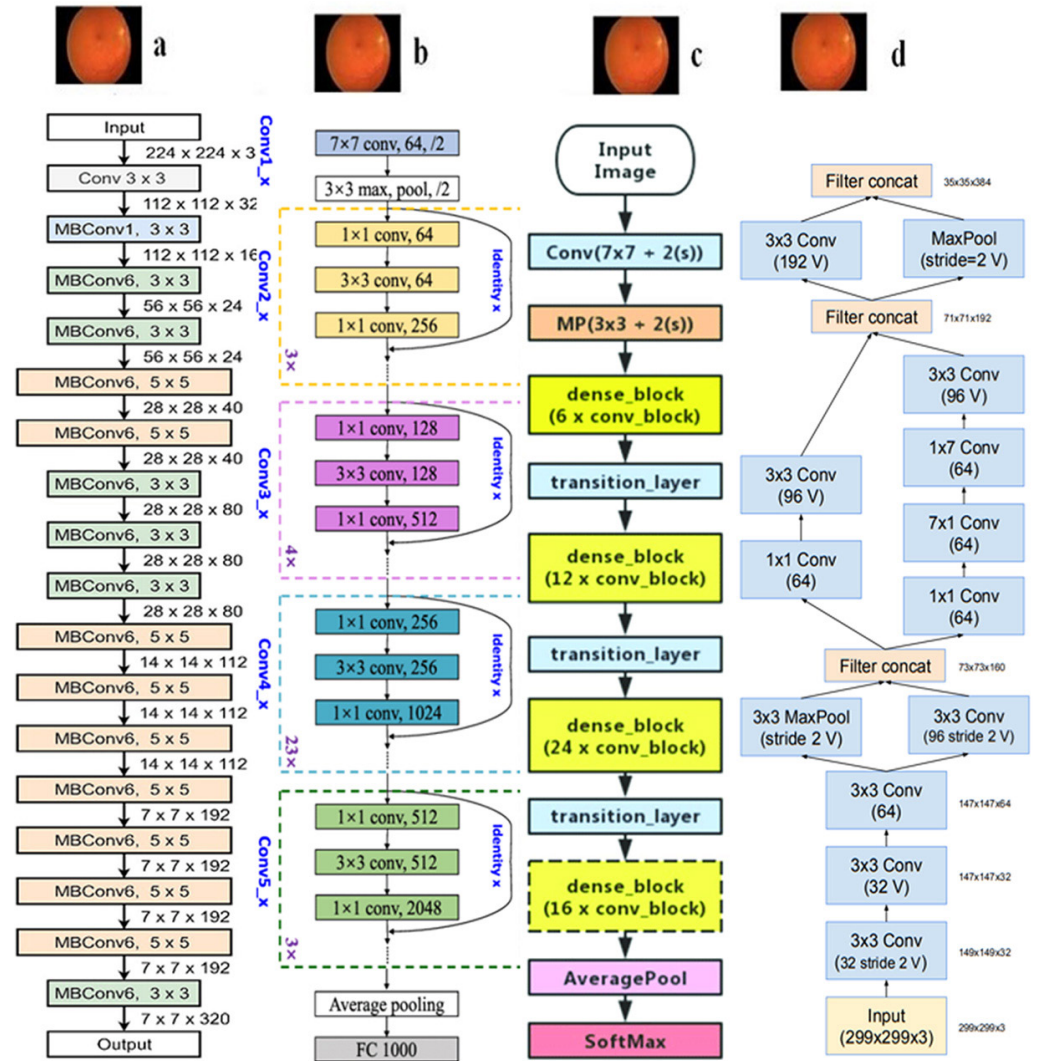 a
Input
224 x 224 x 3
Conv 3 x 3
112 x 112 x 32
MBConv1, 3 x 3
112 x 112 x 16
MBConv6, 3 x 3
56 x 56 x 24
MBConv6, 3 x 3
56 x 56 x 24
MBConv6, 5 x 5
28 x 28 x 40
MBConv6, 5 x 5
28 x 28 x 40
MBConv6, 3 x 3
28 x 28 x 80
MBConv6, 3 x 3
28 x 28 x 80
MBConv6, 3 x 3
28 x 28 x 80
MBConv6, 5 x 5
14 x 14 x 112
MBConv6, 5 x 5
14 x 14 x 112
MBConv6, 5 x 5
14 x 14 x 112
MBConv6, 5 x 5
7 x 7 x 192
MBConv6, 5 x 5
7 x 7 x 192
MBConv6, 5 x 5
7 x 7 x 192
MBConv6, 5 x 5
7 x 7 x 192
MBConv6, 3 x 3
7 x 7 x 320
Output
b
Conv1_x
7×7 conv, 64, /2
3×3 max, pool, /2
Conv2_x
1×1 conv, 64
3×3 conv, 64
1×1 conv, 256
Identity x
3×
Conv3_x
1×1 conv, 128
3×3 conv, 128
1×1 conv, 512
Identity x
4×
Conv4_x
1×1 conv, 256
3×3 conv, 256
1×1 conv, 1024
Identity x
23×
Conv5_x
1×1 conv, 512
3×3 conv, 512
1×1 conv, 2048
Identity x
3×
Average pooling
FC 1000
c
Input
Image
Conv(7x7 + 2(s))
MP(3x3 + 2(s))
dense_block
(6 x conv_block)
transition_layer
dense_block
(12 x conv_block)
transition_layer
dense_block
(24 x conv_block)
transition_layer
dense_block
(16 x conv_block)
AveragePool
SoftMax
d
Filter concat
35x35x384
3x3 Conv
(192 V)
MaxPool
(stride=2 V)
Filter concat
71x71x192
3x3 Conv
(96 V)
1x7 Conv
(64)
3x3 Conv
(96 V)
7x1 Conv
(64)
1x1 Conv
(64)
1x1 Conv
(64)
Filter concat
73x73x160
3x3 MaxPool
(stride 2 V)
3x3 Conv
(96 stride 2 V)
3x3 Conv
(64)
147x147x64
3x3 Conv
(32 V)
147x147x32
3x3 Conv
(32 stride 2 V)
149x149x32
Input
(299x299x3)
299x299x3